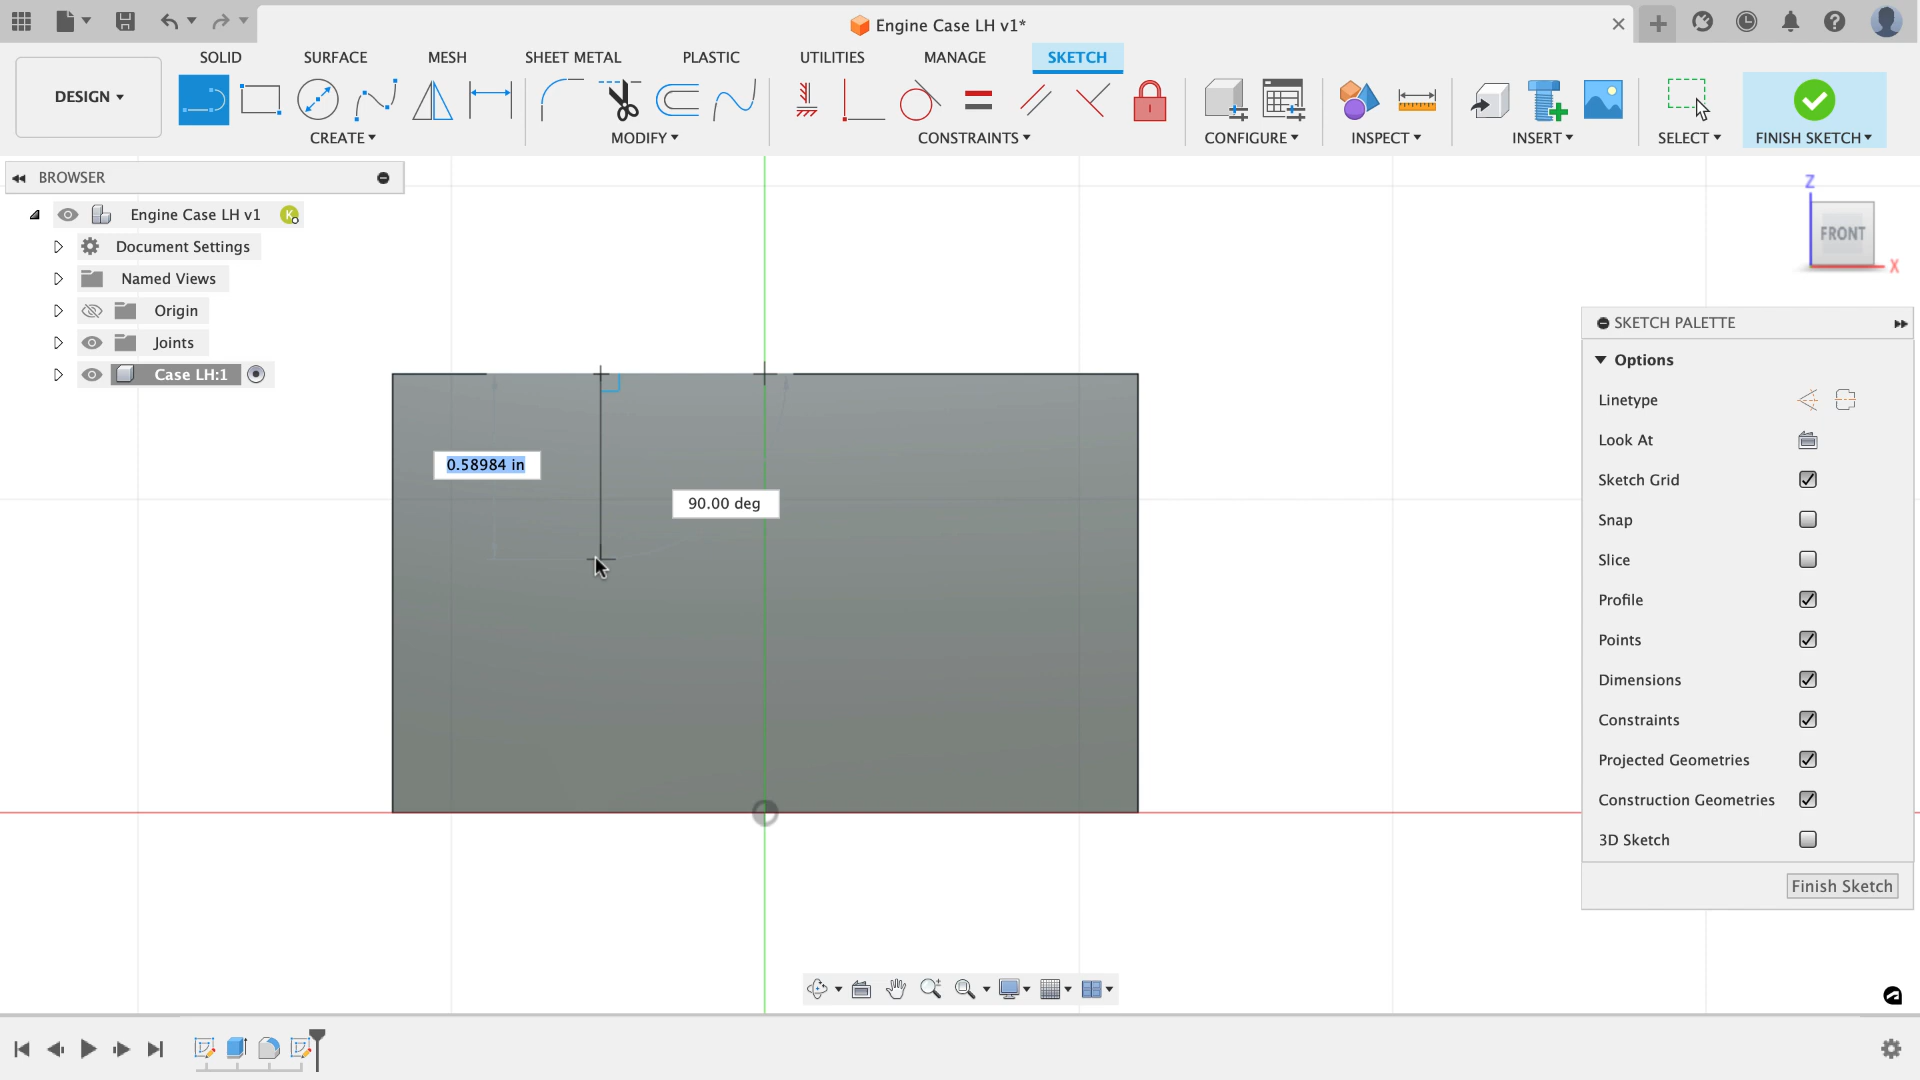 Engine Case LH v1*
SOLID
SURFACE
MESH
SHEET METAL
PLASTIC
UTILITIES
MANAGE
SKETCH
DESIGN
CREATE
MODIFY
CONSTRAINTS
CONFIGURE
INSPECT
INSERT
SELECT
FINISH SKETCH
BROWSER
Engine Case LH v1
K
Document Settings
Named Views
Origin
Joints
Case LH:1
Z
FRONT
X
0.58984 in
90.00 deg
SKETCH PALETTE
Options
Linetype
Look At
Sketch Grid
Snap
Slice
Profile
Points
Dimensions
Constraints
Projected Geometries
Construction Geometries
3D Sketch
Finish Sketch